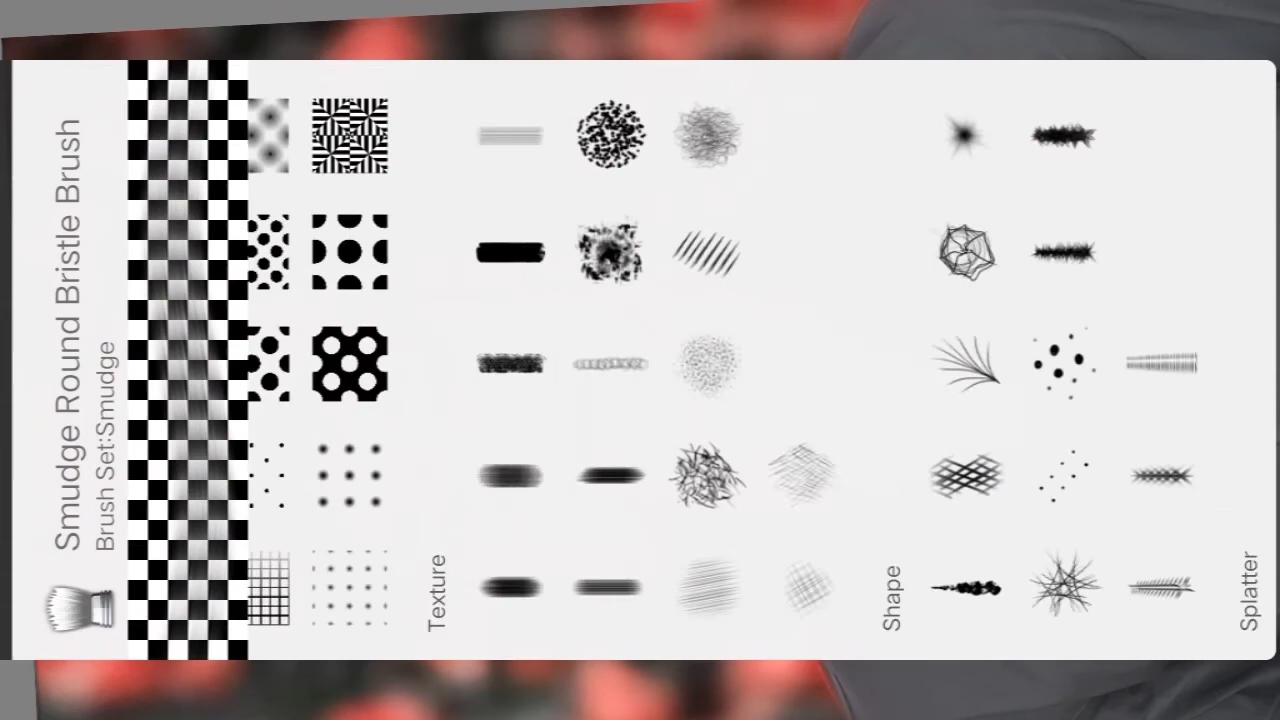 Smudge Round Bristle Brush
Brush Set:Smudge
Texture
Shape
Splatter